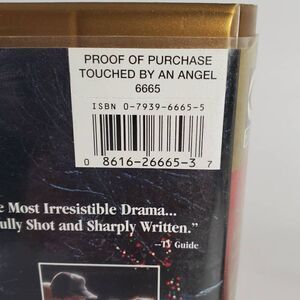 PROOF OF PURCHASE
TOUCHED BY AN ANGEL
6665
ISBN 0-7939-6665-5
0 8616-26665-3 7
Most Irresistible Drama...
Shot and Sharply Written."
--TV Guide